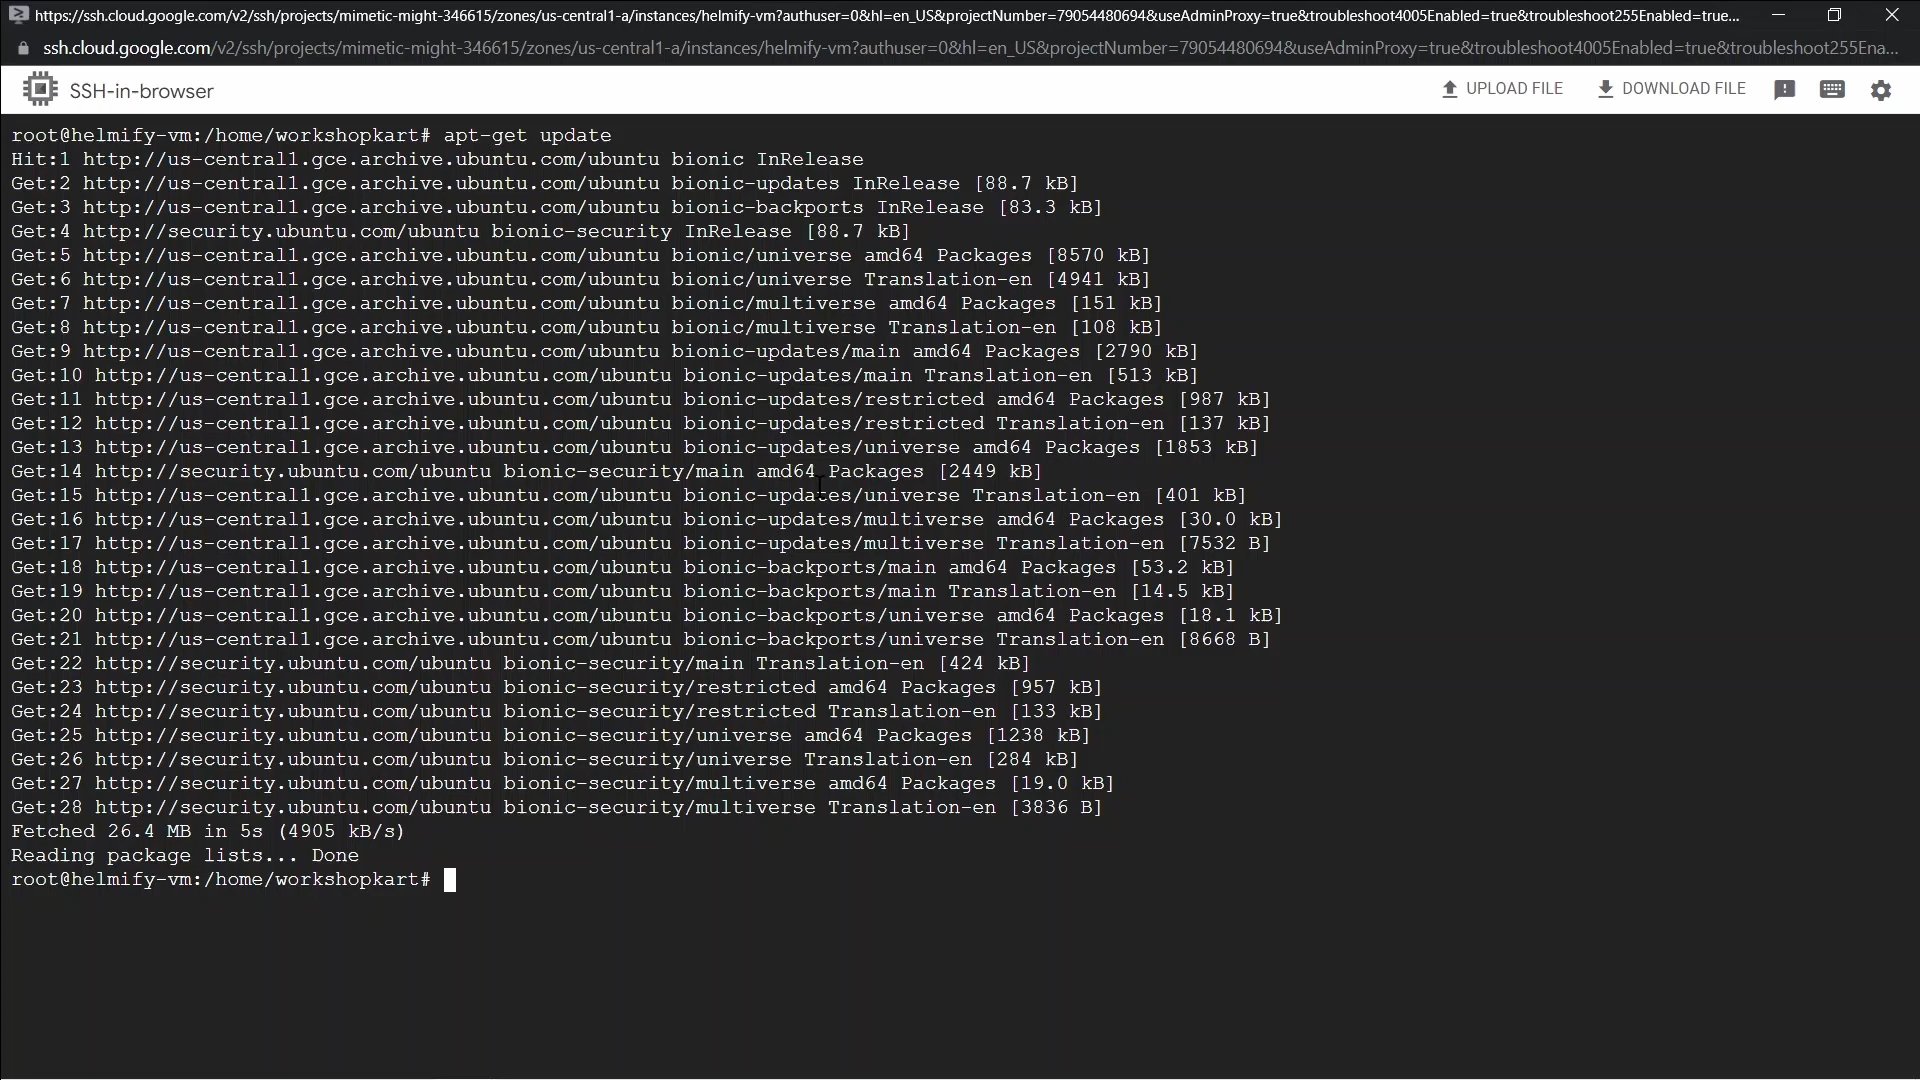 https://ssh.cloud.google.com/v2/ssh/projects/mimetic-might-346615/zones/us-central1-a/instances/helmify-vm?authuser=0&hl=en_US&projectNumber=79054480694&useAdminProxy=true&troubleshoot4005Enabled=true&troubleshoot255Enabled=true...
ssh.cloud.google.com/v2/ssh/projects/mimetic-might-346615/zones/us-central1-a/instances/helmify-vm?authuser=0&hl=en_US&projectNumber=79054480694&useAdminProxy=true&troubleshoot4005Enabled=true&troubleshoot255Ena...
SSH-in-browser
UPLOAD FILE
DOWNLOAD FILE
root@helmify-vm:/home/workshopkart# apt-get update
Hit:1 http://us-central1.gce.archive.ubuntu.com/ubuntu bionic InRelease
Get:2 http://us-central1.gce.archive.ubuntu.com/ubuntu bionic-updates InRelease [88.7 kB]
Get:3 http://us-central1.gce.archive.ubuntu.com/ubuntu bionic-backports InRelease [83.3 kB]
Get:4 http://security.ubuntu.com/ubuntu bionic-security InRelease [88.7 kB]
Get:5 http://us-central1.gce.archive.ubuntu.com/ubuntu bionic/universe amd64 Packages [8570 kB]
Get:6 http://us-central1.gce.archive.ubuntu.com/ubuntu bionic/universe Translation-en [4941 kB]
Get:7 http://us-central1.gce.archive.ubuntu.com/ubuntu bionic/multiverse amd64 Packages [151 kB]
Get:8 http://us-central1.gce.archive.ubuntu.com/ubuntu bionic/multiverse Translation-en [108 kB]
Get:9 http://us-central1.gce.archive.ubuntu.com/ubuntu bionic-updates/main amd64 Packages [2790 kB]
Get:10 http://us-central1.gce.archive.ubuntu.com/ubuntu bionic-updates/main Translation-en [513 kB]
Get:11 http://us-central1.gce.archive.ubuntu.com/ubuntu bionic-updates/restricted amd64 Packages [987 kB]
Get:12 http://us-central1.gce.archive.ubuntu.com/ubuntu bionic-updates/restricted Translation-en [137 kB]
Get:13 http://us-central1.gce.archive.ubuntu.com/ubuntu bionic-updates/universe amd64 Packages [1853 kB]
Get:14 http://security.ubuntu.com/ubuntu bionic-security/main amd64 Packages [2449 kB]
Get:15 http://us-central1.gce.archive.ubuntu.com/ubuntu bionic-updates/universe Translation-en [401 kB]
Get:16 http://us-central1.gce.archive.ubuntu.com/ubuntu bionic-updates/multiverse amd64 Packages [30.0 kB]
Get:17 http://us-central1.gce.archive.ubuntu.com/ubuntu bionic-updates/multiverse Translation-en [7532 B]
Get:18 http://us-central1.gce.archive.ubuntu.com/ubuntu bionic-backports/main amd64 Packages [53.2 kB]
Get:19 http://us-central1.gce.archive.ubuntu.com/ubuntu bionic-backports/main Translation-en [14.5 kB]
Get:20 http://us-central1.gce.archive.ubuntu.com/ubuntu bionic-backports/universe amd64 Packages [18.1 kB]
Get:21 http://us-central1.gce.archive.ubuntu.com/ubuntu bionic-backports/universe Translation-en [8668 B]
Get:22 http://security.ubuntu.com/ubuntu bionic-security/main Translation-en [424 kB]
Get:23 http://security.ubuntu.com/ubuntu bionic-security/restricted amd64 Packages [957 kB]
Get:24 http://security.ubuntu.com/ubuntu bionic-security/restricted Translation-en [133 kB]
Get:25 http://security.ubuntu.com/ubuntu bionic-security/universe amd64 Packages [1238 kB]
Get:26 http://security.ubuntu.com/ubuntu bionic-security/universe Translation-en [284 kB]
Get:27 http://security.ubuntu.com/ubuntu bionic-security/multiverse amd64 Packages [19.0 kB]
Get:28 http://security.ubuntu.com/ubuntu bionic-security/multiverse Translation-en [3836 B]
Fetched 26.4 MB in 5s (4905 kB/s)
Reading package lists... Done
root@helmify-vm:/home/workshopkart#